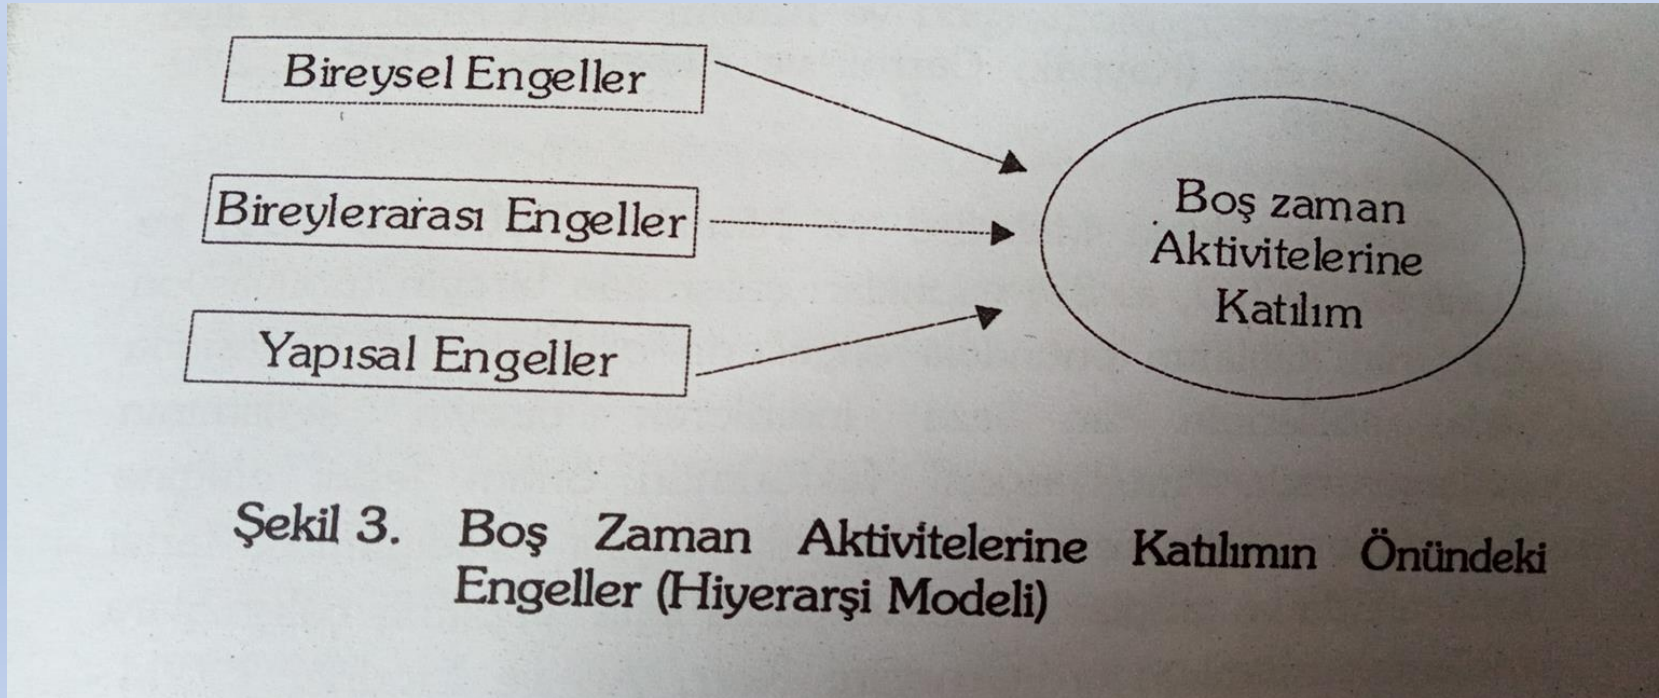 Bireysel Engeller
Bireylerarası Engeller
Yapısal Engeller
Boş zaman
Aktivitelerine
Katılım
Şekil 3. Boş Zaman Aktivitelerine Katılımın Önündeki
Engeller (Hiyerarşi Modeli)